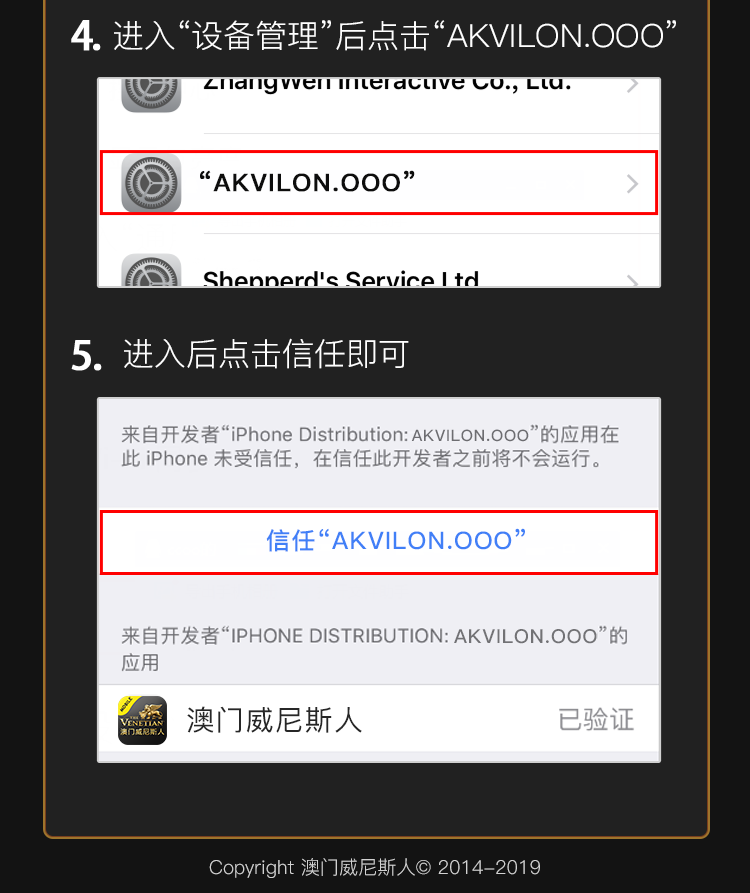 4. 进入“设备管理”后点击“AKVILON.OOO”
ZhangWen Interactive Co., Ltd.
“AKVILON.OOO”
Shepperd's Service Ltd
5. 进入后点击信任即可
来自开发者“iPhone Distribution: AKVILON.OOO”的应用在
此 iPhone 未受信任，在信任此开发者之前将不会运行。
信任“AKVILON.OOO”
来自开发者“IPHONE DISTRIBUTION: AKVILON.OOO”的
应用
MOBILE
THE
VENETIAN
澳门威尼斯人
澳门威尼斯人
已验证
Copyright 澳门威尼斯人© 2014-2019